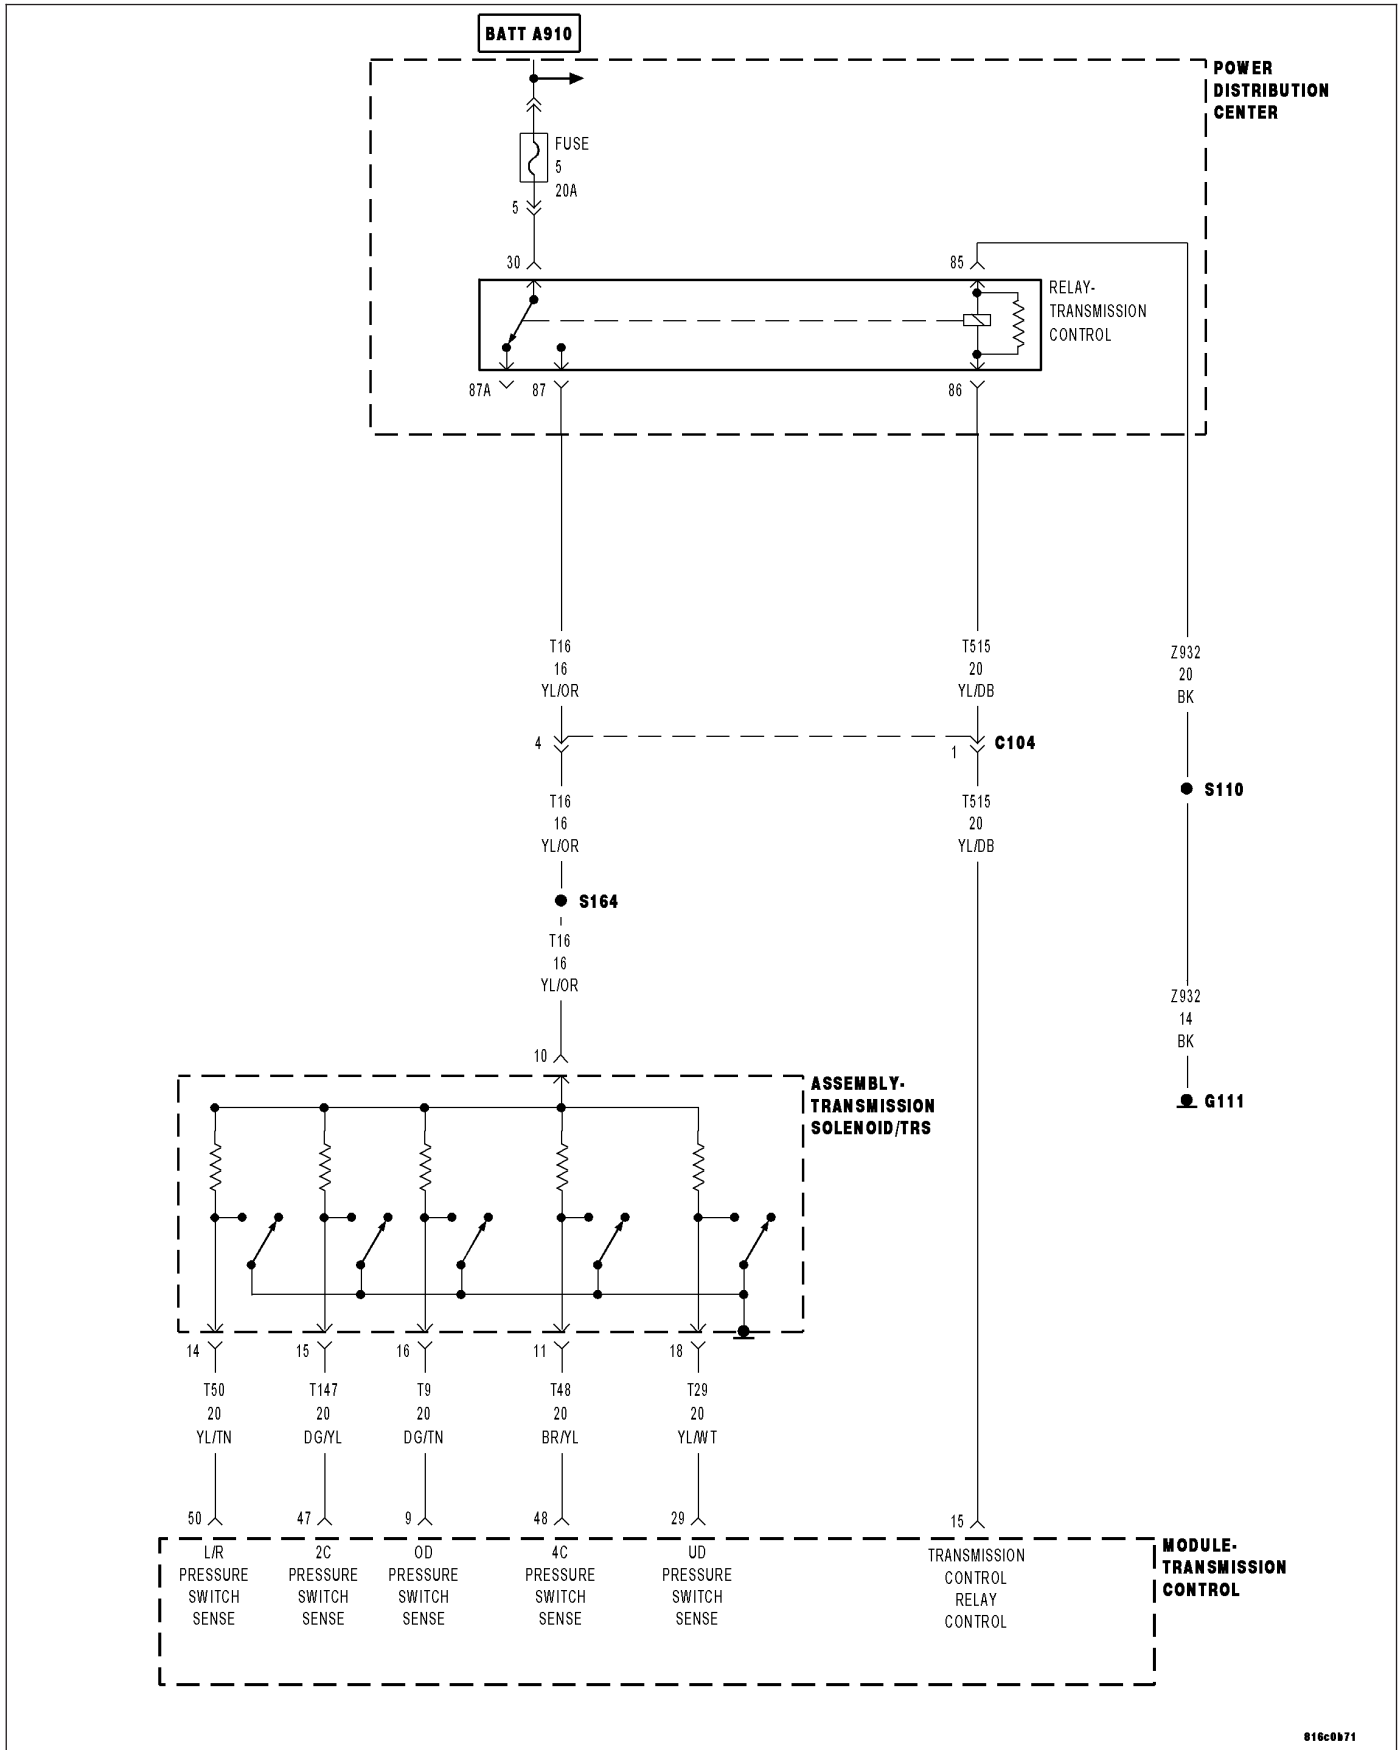 BATT A910
POWER
DISTRIBUTION
CENTER
FUSE
5
20A
5
30
85
RELAY-
TRANSMISSION
CONTROL
87A
87
86
T16
16
YL/OR
T515
20
YL/DB
Z932
20
BK
4
1
C104
T16
16
YL/OR
T515
20
YL/DB
S110
S164
T16
16
YL/OR
Z932
14
BK
10
ASSEMBLY-
TRANSMISSION
SOLENOID/TRS
G111
14
15
16
11
18
T50
20
YL/TN
T147
20
DG/YL
T9
20
DG/TN
T48
20
BR/YL
T29
20
YL/WT
50
47
9
48
29
15
L/R
PRESSURE
SWITCH
SENSE
2C
PRESSURE
SWITCH
SENSE
OD
PRESSURE
SWITCH
SENSE
4C
PRESSURE
SWITCH
SENSE
UD
PRESSURE
SWITCH
SENSE
TRANSMISSION
CONTROL
RELAY
CONTROL
MODULE-
TRANSMISSION
CONTROL
816c0b71